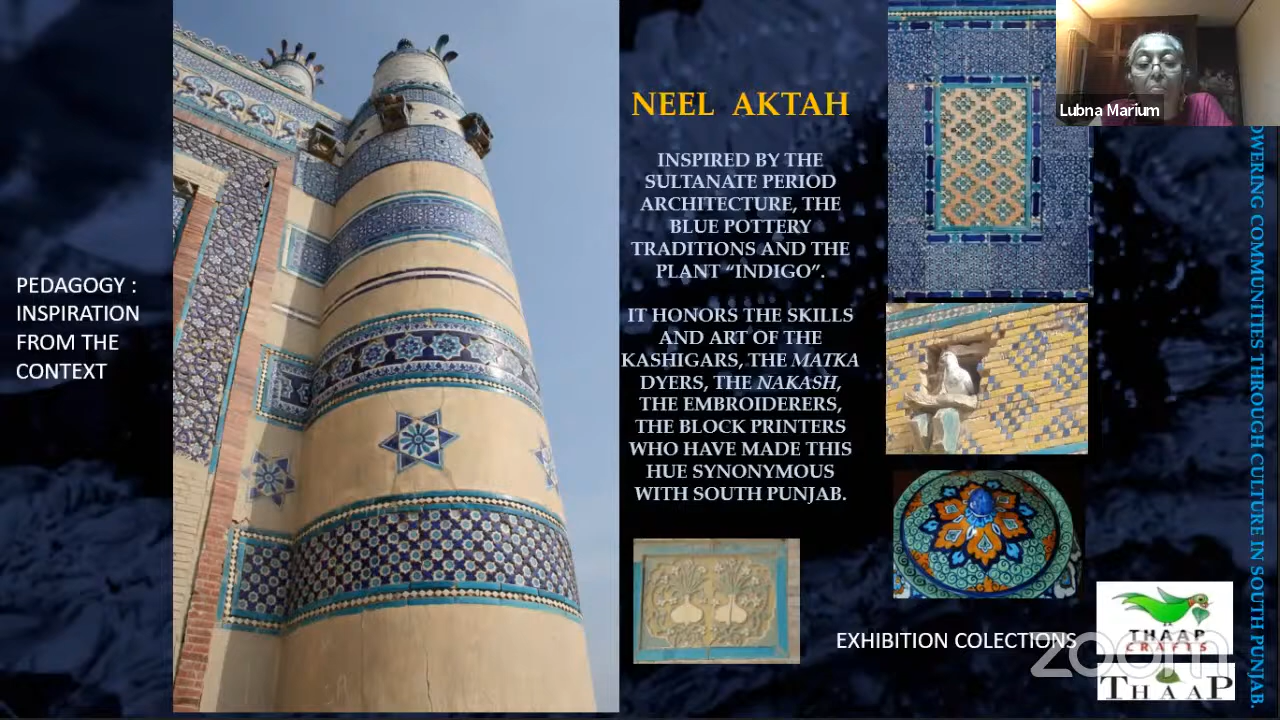 PEDAGOGY :
INSPIRATION
FROM THE
CONTEXT
NEEL AKTAH
INSPIRED BY THE
SULTANATE PERIOD
ARCHITECTURE, THE
BLUE POTTERY
TRADITIONS AND THE
PLANT “INDIGO”.
IT HONORS THE SKILLS
AND ART OF THE
KASHIGARS, THE MATKA
DYERS, THE NAKASH,
THE EMBROIDERERS,
THE BLOCK PRINTERS
WHO HAVE MADE THIS
HUE SYNONYMOUS
WITH SOUTH PUNJAB.
EXHIBITION COLECTIONS
Lubna Marium
COMMUNITIES THROUGH CULTURE IN SOUTH PUNJAB.
THAAP
CRAFTS
THAAP
zoom